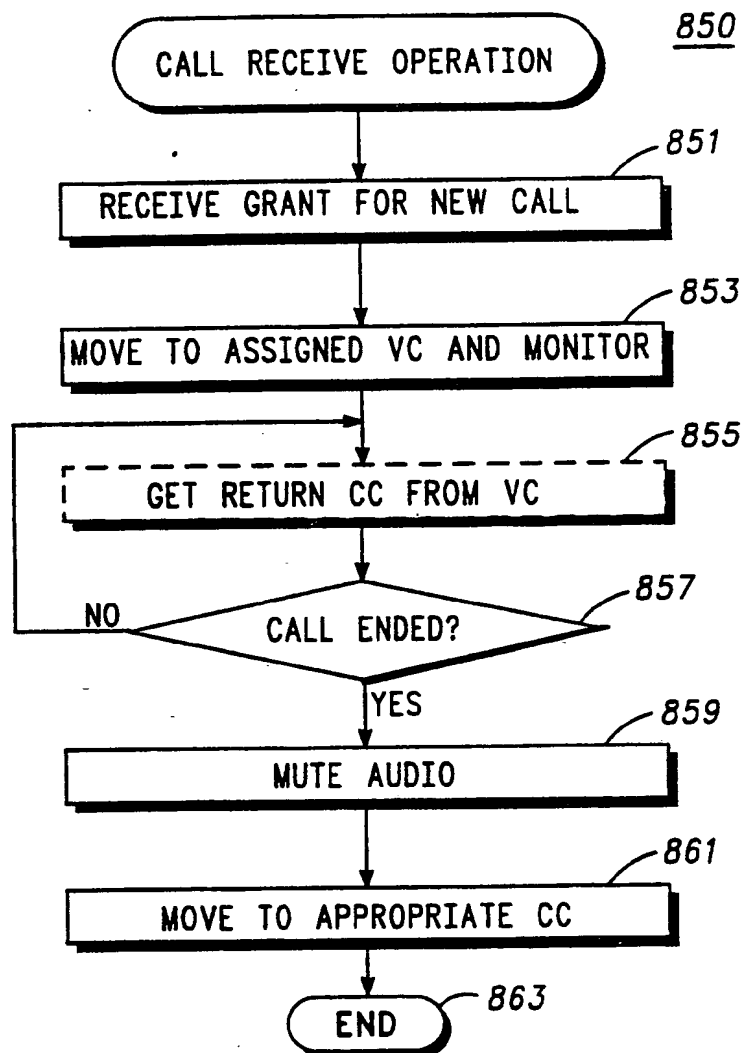 850
CALL RECEIVE OPERATION
851
RECEIVE GRANT FOR NEW CALL
853
MOVE TO ASSIGNED VC AND MONITOR
855
GET RETURN CC FROM VC
857
NO
CALL ENDED?
YES
859
MUTE AUDIO
861
MOVE TO APPROPRIATE CC
863
END